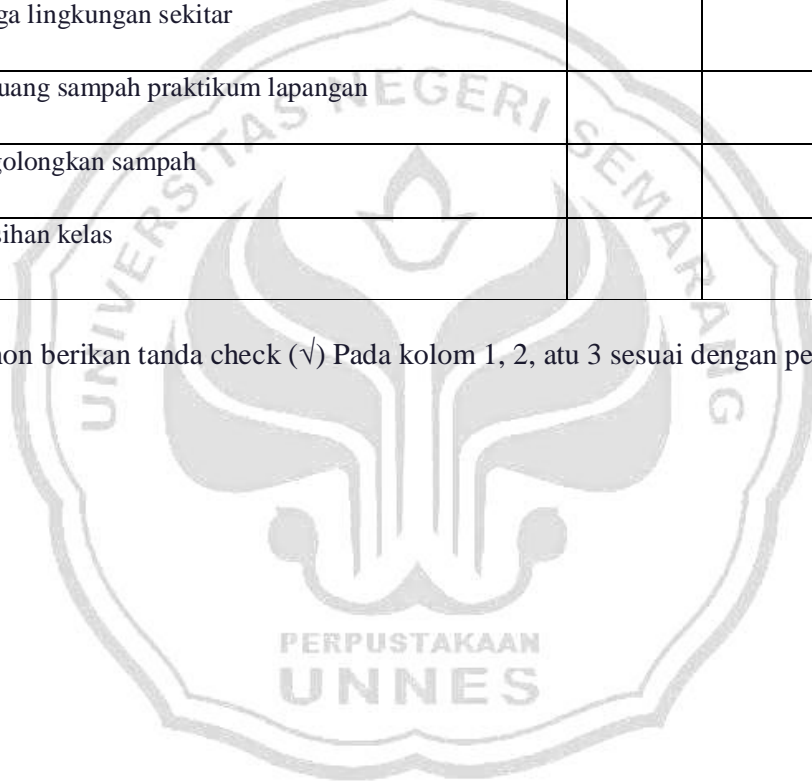 ga lingkungan sekitar
uang sampah praktikum lapangan
golongkan sampah
sihan kelas
non berikan tanda check (√) Pada kolom 1, 2, atu 3 sesuai dengan pe
UNIVERSITAS NEGERI SEMARANG
PERPUSTAKAAN
UNNES